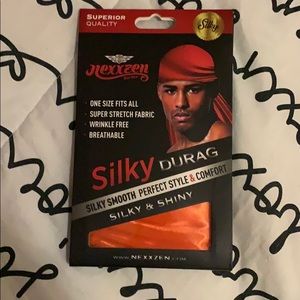 SUPERIOR
QUALITY
Silky
nexxzen
• ONE SIZE FITS ALL
• SUPER STRETCH FABRIC
• WRINKLE FREE
• BREATHABLE
Silky DURAG
SILKY SMOOTH PERFECT STYLE & COMFORT
SILKY & SHINY
WWW.NEXXZEN.COM